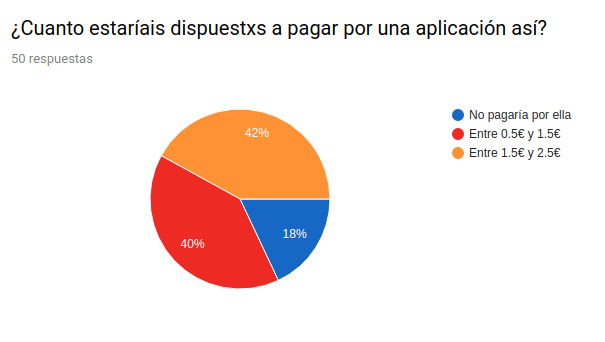 ¿Cuanto estaríais dispuestxs a pagar por una aplicación así?
50 respuestas
42%
40%
18%
No pagaría por ella
Entre 0.5€ y 1.5€
Entre 1.5€ y 2.5€